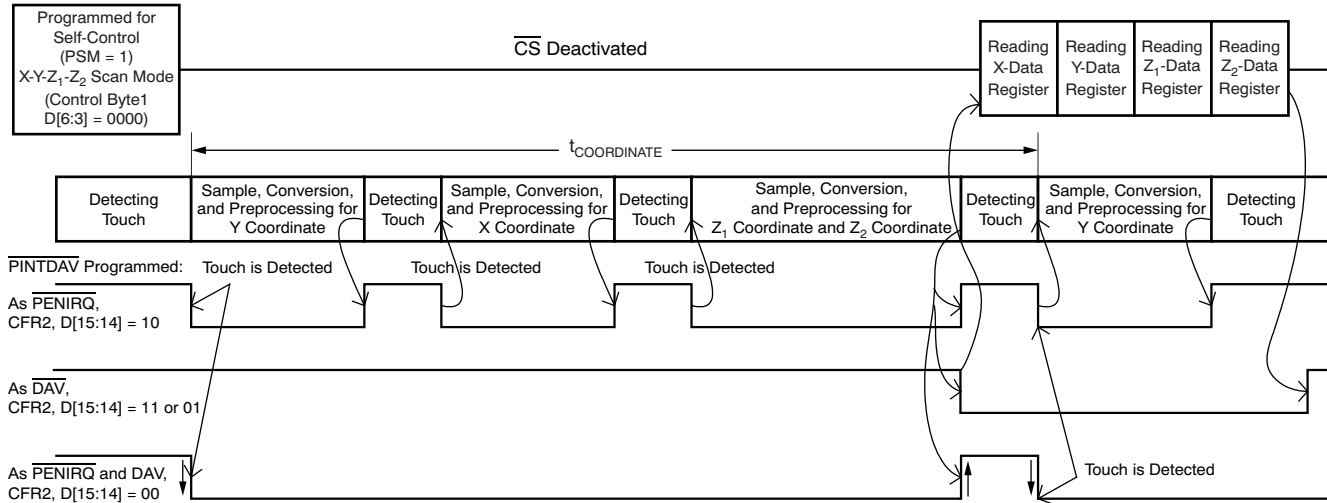 Programmed for
Self-Control
(PSM = 1)
X-Y-Z1-Z2 Scan Mode
(Control Byte1
D[6:3] = 0000)
CS Deactivated
Reading
X-Data
Register
Reading
Y-Data
Register
Reading
Z1-Data
Register
Reading
Z2-Data
Register
tCOORDINATE
Detecting
Touch
Sample, Conversion,
and Preprocessing for
Y Coordinate
Detecting
Touch
Sample, Conversion,
and Preprocessing for
X Coordinate
Detecting
Touch
Sample, Conversion,
and Preprocessing for
Z1 Coordinate and Z2 Coordinate
Detecting
Touch
Sample, Conversion,
and Preprocessing for
Y Coordinate
Detecting
Touch
PINTDAV Programmed:
Touch is Detected
Touch is Detected
Touch is Detected
As PENIRQ,
CFR2, D[15:14] = 10
As DAV,
CFR2, D[15:14] = 11 or 01
As PENIRQ and DAV,
CFR2, D[15:14] = 00
Touch is Detected